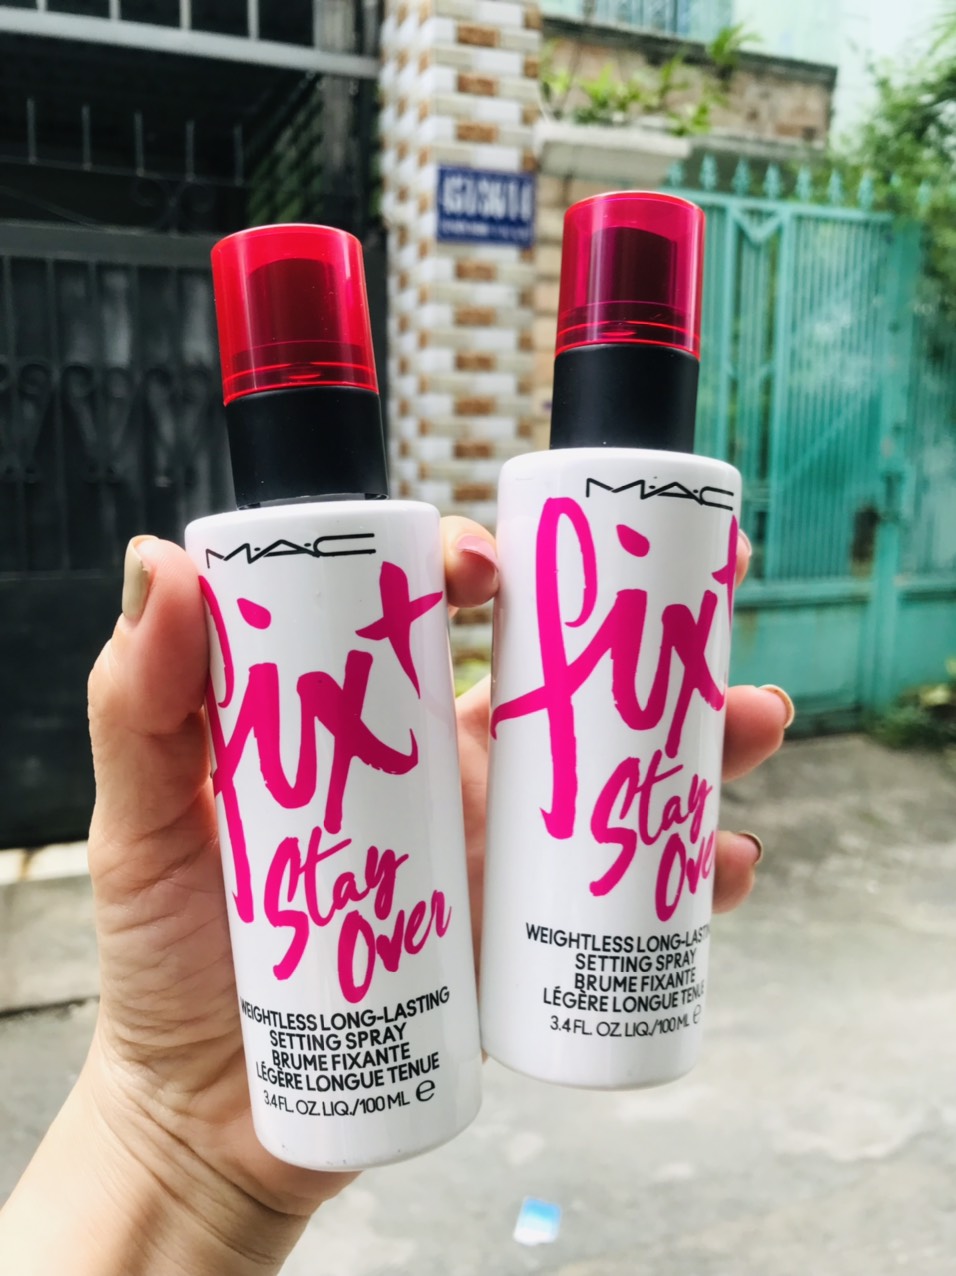 M·A·C
fix+
Stay
Over
WEIGHTLESS LONG-LASTING
SETTING SPRAY
BRUME FIXANTE
LÉGÈRE LONGUE TENUE
3.4 FL. OZ. LIQ./100 ML ℮
M·A·C
fix+
Stay
Ove
WEIGHTLESS LONG-LASTIN
SETTING SPRAY
BRUME FIXANTE
LÉGÈRE LONGUE TENUE
3.4 FL. OZ. LIQ./100 ML ℮